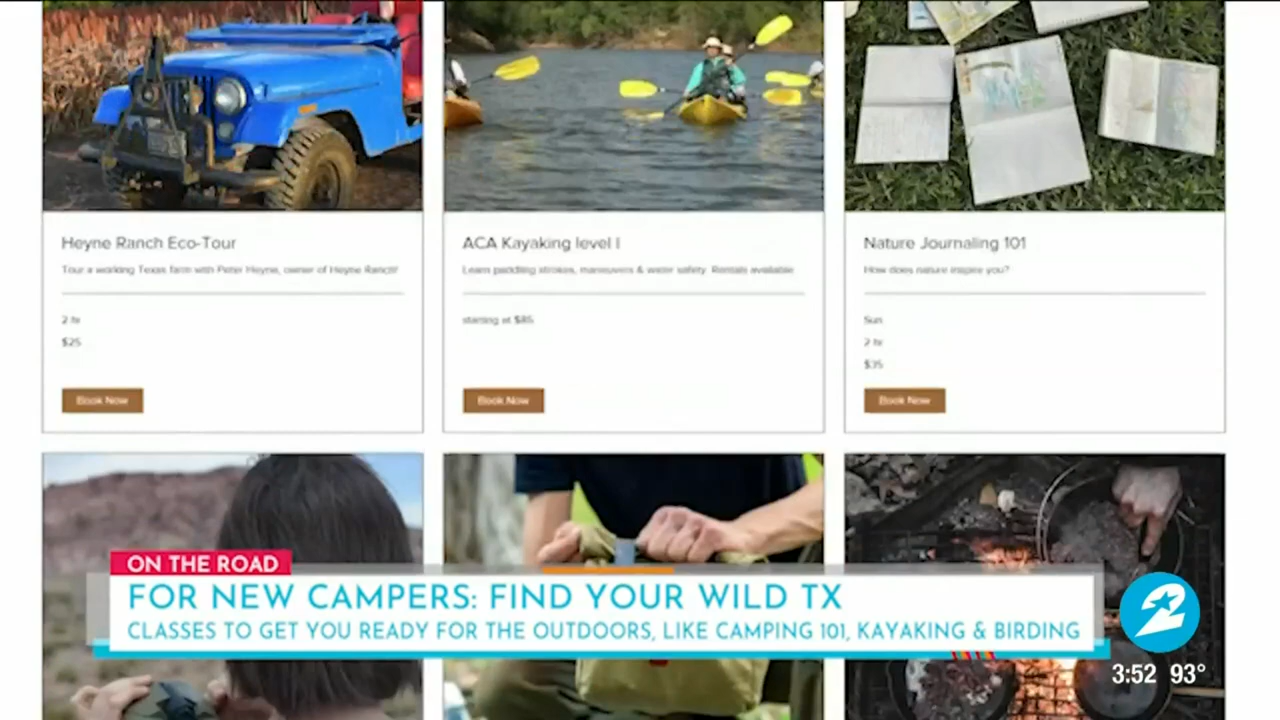 Heyne Ranch Eco-Tour
Tour a working Texas farm with Peter Heyne, owner of Heyne Ranch!
2 hr
$25
Book Now
ACA Kayaking level I
Learn paddling strokes, maneuvers & water safety. Rentals available
starting at $85
Book Now
Nature Journaling 101
How does nature inspire you?
Sun
2 hr
$35
Book Now
ON THE ROAD
FOR NEW CAMPERS: FIND YOUR WILD TX
CLASSES TO GET YOU READY FOR THE OUTDOORS, LIKE CAMPING 101, KAYAKING & BIRDING
2
3:52 93°